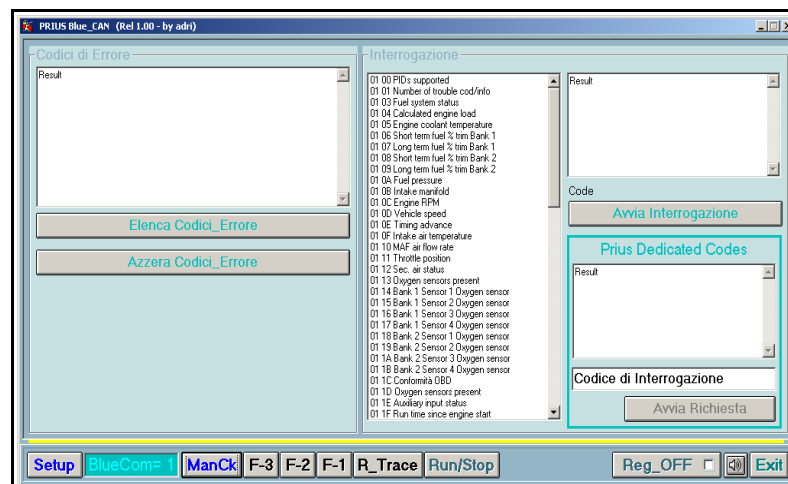 PRIUS Blue_CAN (Rel 1.00 - by adri)
Codici di Errore
Result
Elenca Codici_Errore
Azzera Codici_Errore
Interrogazione
01 00 PIDs supported
01 01 Number of trouble cod/info
01 03 Fuel system status
01 04 Calculated engine load
01 05 Engine coolant temperature
01 06 Short term fuel % trim Bank 1
01 07 Long term fuel % trim Bank 1
01 08 Short term fuel % trim Bank 2
01 09 Long term fuel % trim Bank 2
01 0A Fuel pressure
01 0B Intake manifold
01 0C Engine RPM
01 0D Vehicle speed
01 0E Timing advance
01 0F Intake air temperature
01 10 MAF air flow rate
01 11 Throttle position
01 12 Sec. air status
01 13 Oxygen sensors present
01 14 Bank 1 Sensor 1 Oxygen sensor
01 15 Bank 1 Sensor 2 Oxygen sensor
01 16 Bank 1 Sensor 3 Oxygen sensor
01 17 Bank 1 Sensor 4 Oxygen sensor
01 18 Bank 2 Sensor 1 Oxygen sensor
01 19 Bank 2 Sensor 2 Oxygen sensor
01 1A Bank 2 Sensor 3 Oxygen sensor
01 1B Bank 2 Sensor 4 Oxygen sensor
01 1C Conformità OBD
01 1D Oxygen sensors present
01 1E Auxiliary input status
01 1F Run time since engine start
Result
Code
Avvia Interrogazione
Prius Dedicated Codes
Result
Codice di Interrogazione
Avvia Richiesta
Setup BlueCom= 1 ManCk F-3 F-2 F-1 R_Trace Run/Stop Reg_OFF Exit